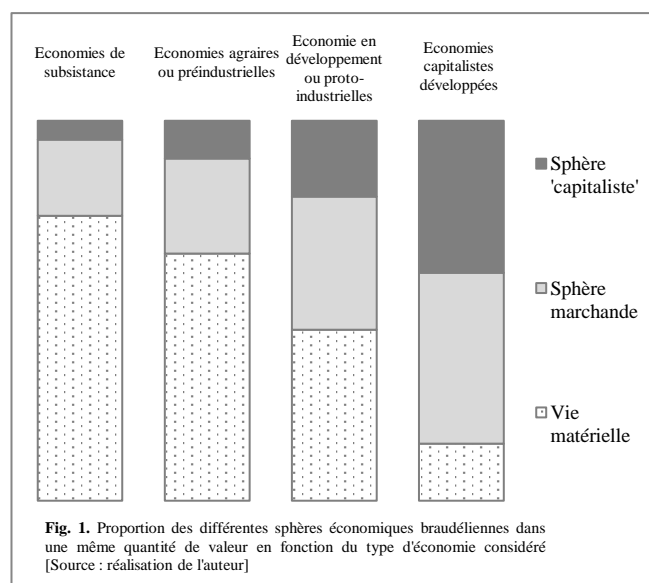 Economies de
subsistance
Economies agraires
ou préindustrielles
Economie en
développement
ou proto-
industrielles
Economies
capitalistes
développées
Sphère
'capitaliste'
Sphère
marchande
Vie
matérielle
Fig. 1. Proportion des différentes sphères économiques braudéliennes dans
une même quantité de valeur en fonction du type d'économie considéré
[Source : réalisation de l'auteur]